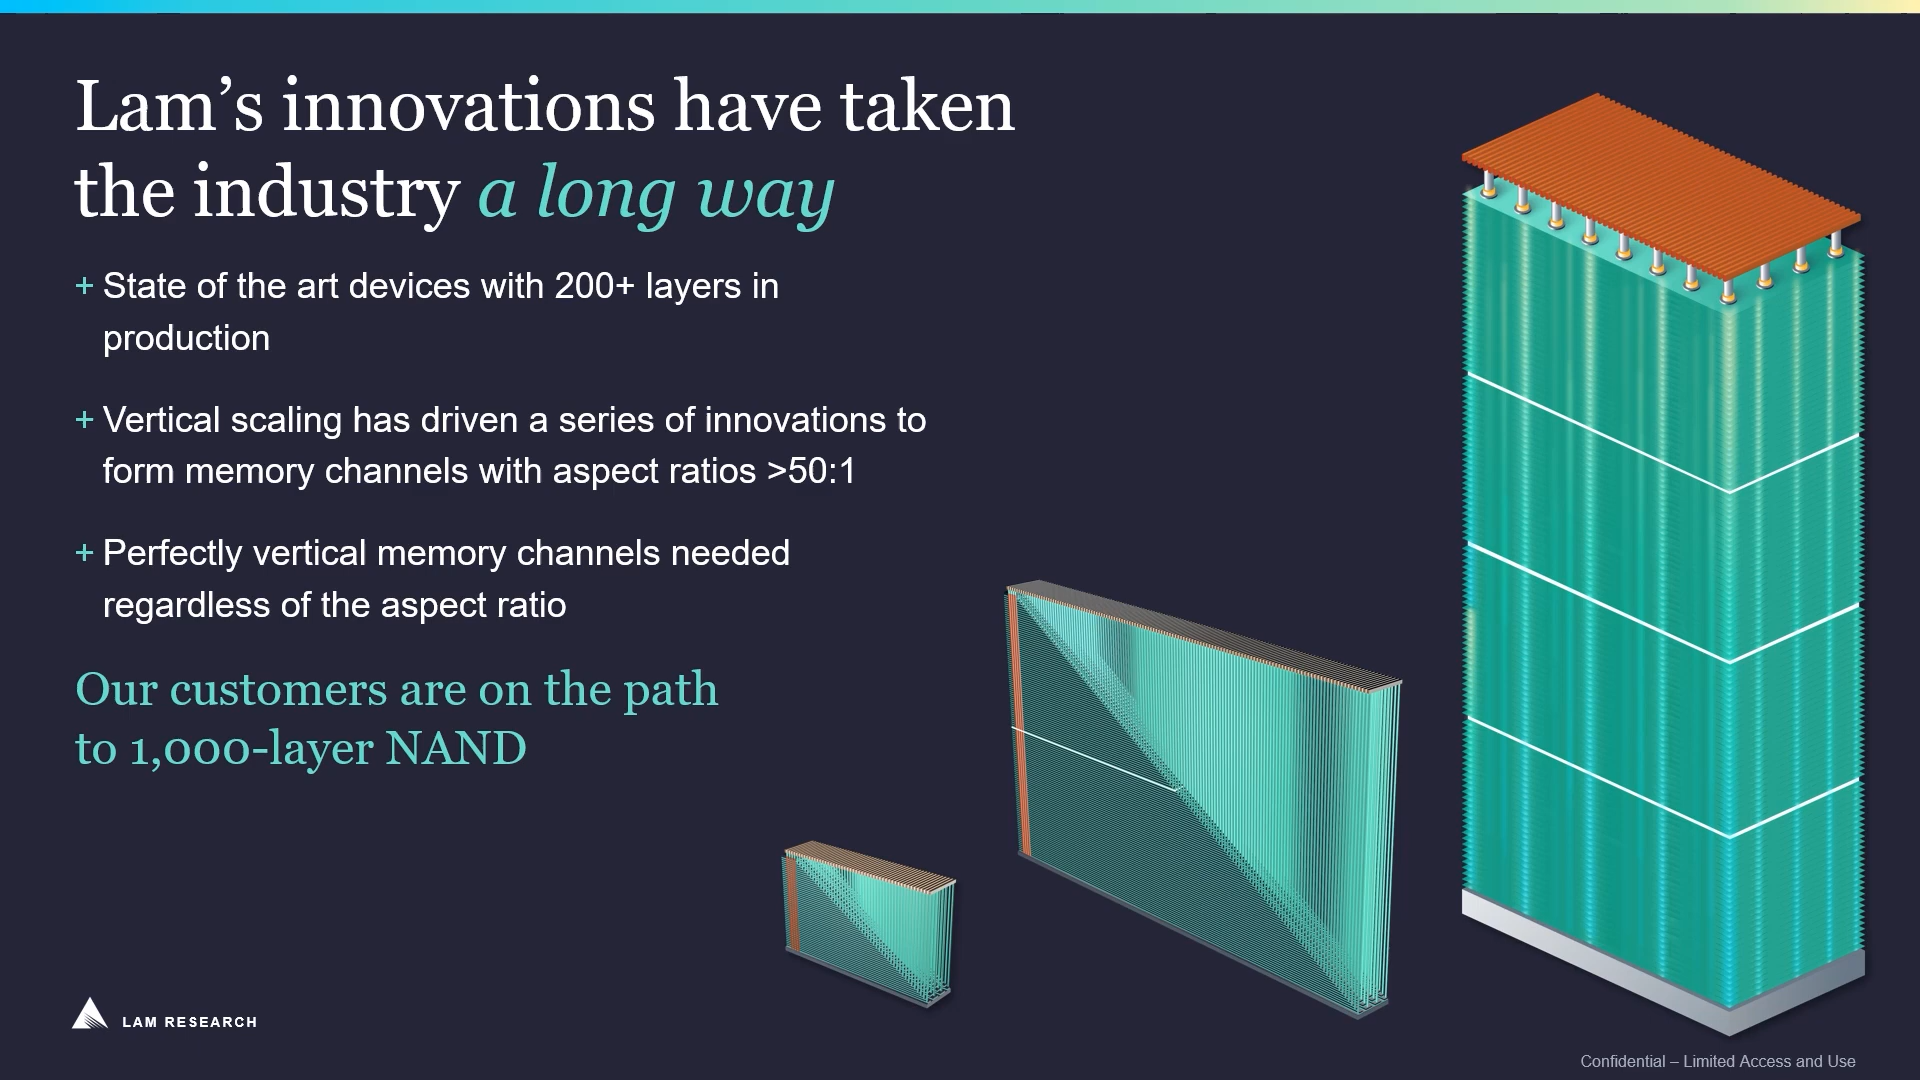 Lam’s innovations have taken
the industry a long way
+ State of the art devices with 200+ layers in
production
+ Vertical scaling has driven a series of innovations to
form memory channels with aspect ratios >50:1
+ Perfectly vertical memory channels needed
regardless of the aspect ratio
Our customers are on the path
to 1,000-layer NAND
LAM RESEARCH
Confidential – Limited Access and Use